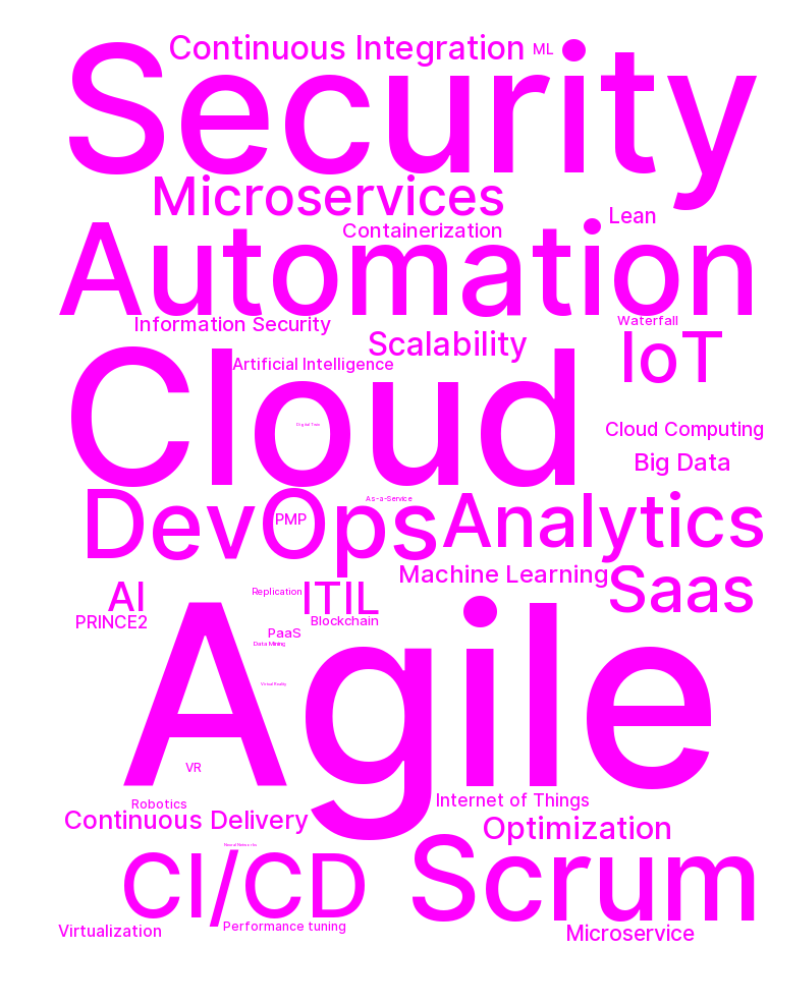 Continuous Integration
ML
Security
Microservices
Lean
Containerization
Automation
Information Security
Waterfall
Scalability
IoT
Artificial Intelligence
Cloud
Digital Twin
Cloud Computing
Big Data
As-a-Service
DevOps
PMP
Analytics
Machine Learning
Saas
AI
Replication
ITIL
PRINCE2
Blockchain
PaaS
Data Mining
Agile
Virtual Reality
VR
Internet of Things
Robotics
Continuous Delivery
Optimization
Neural Networks
CI/CD
Scrum
Performance tuning
Virtualization
Microservice